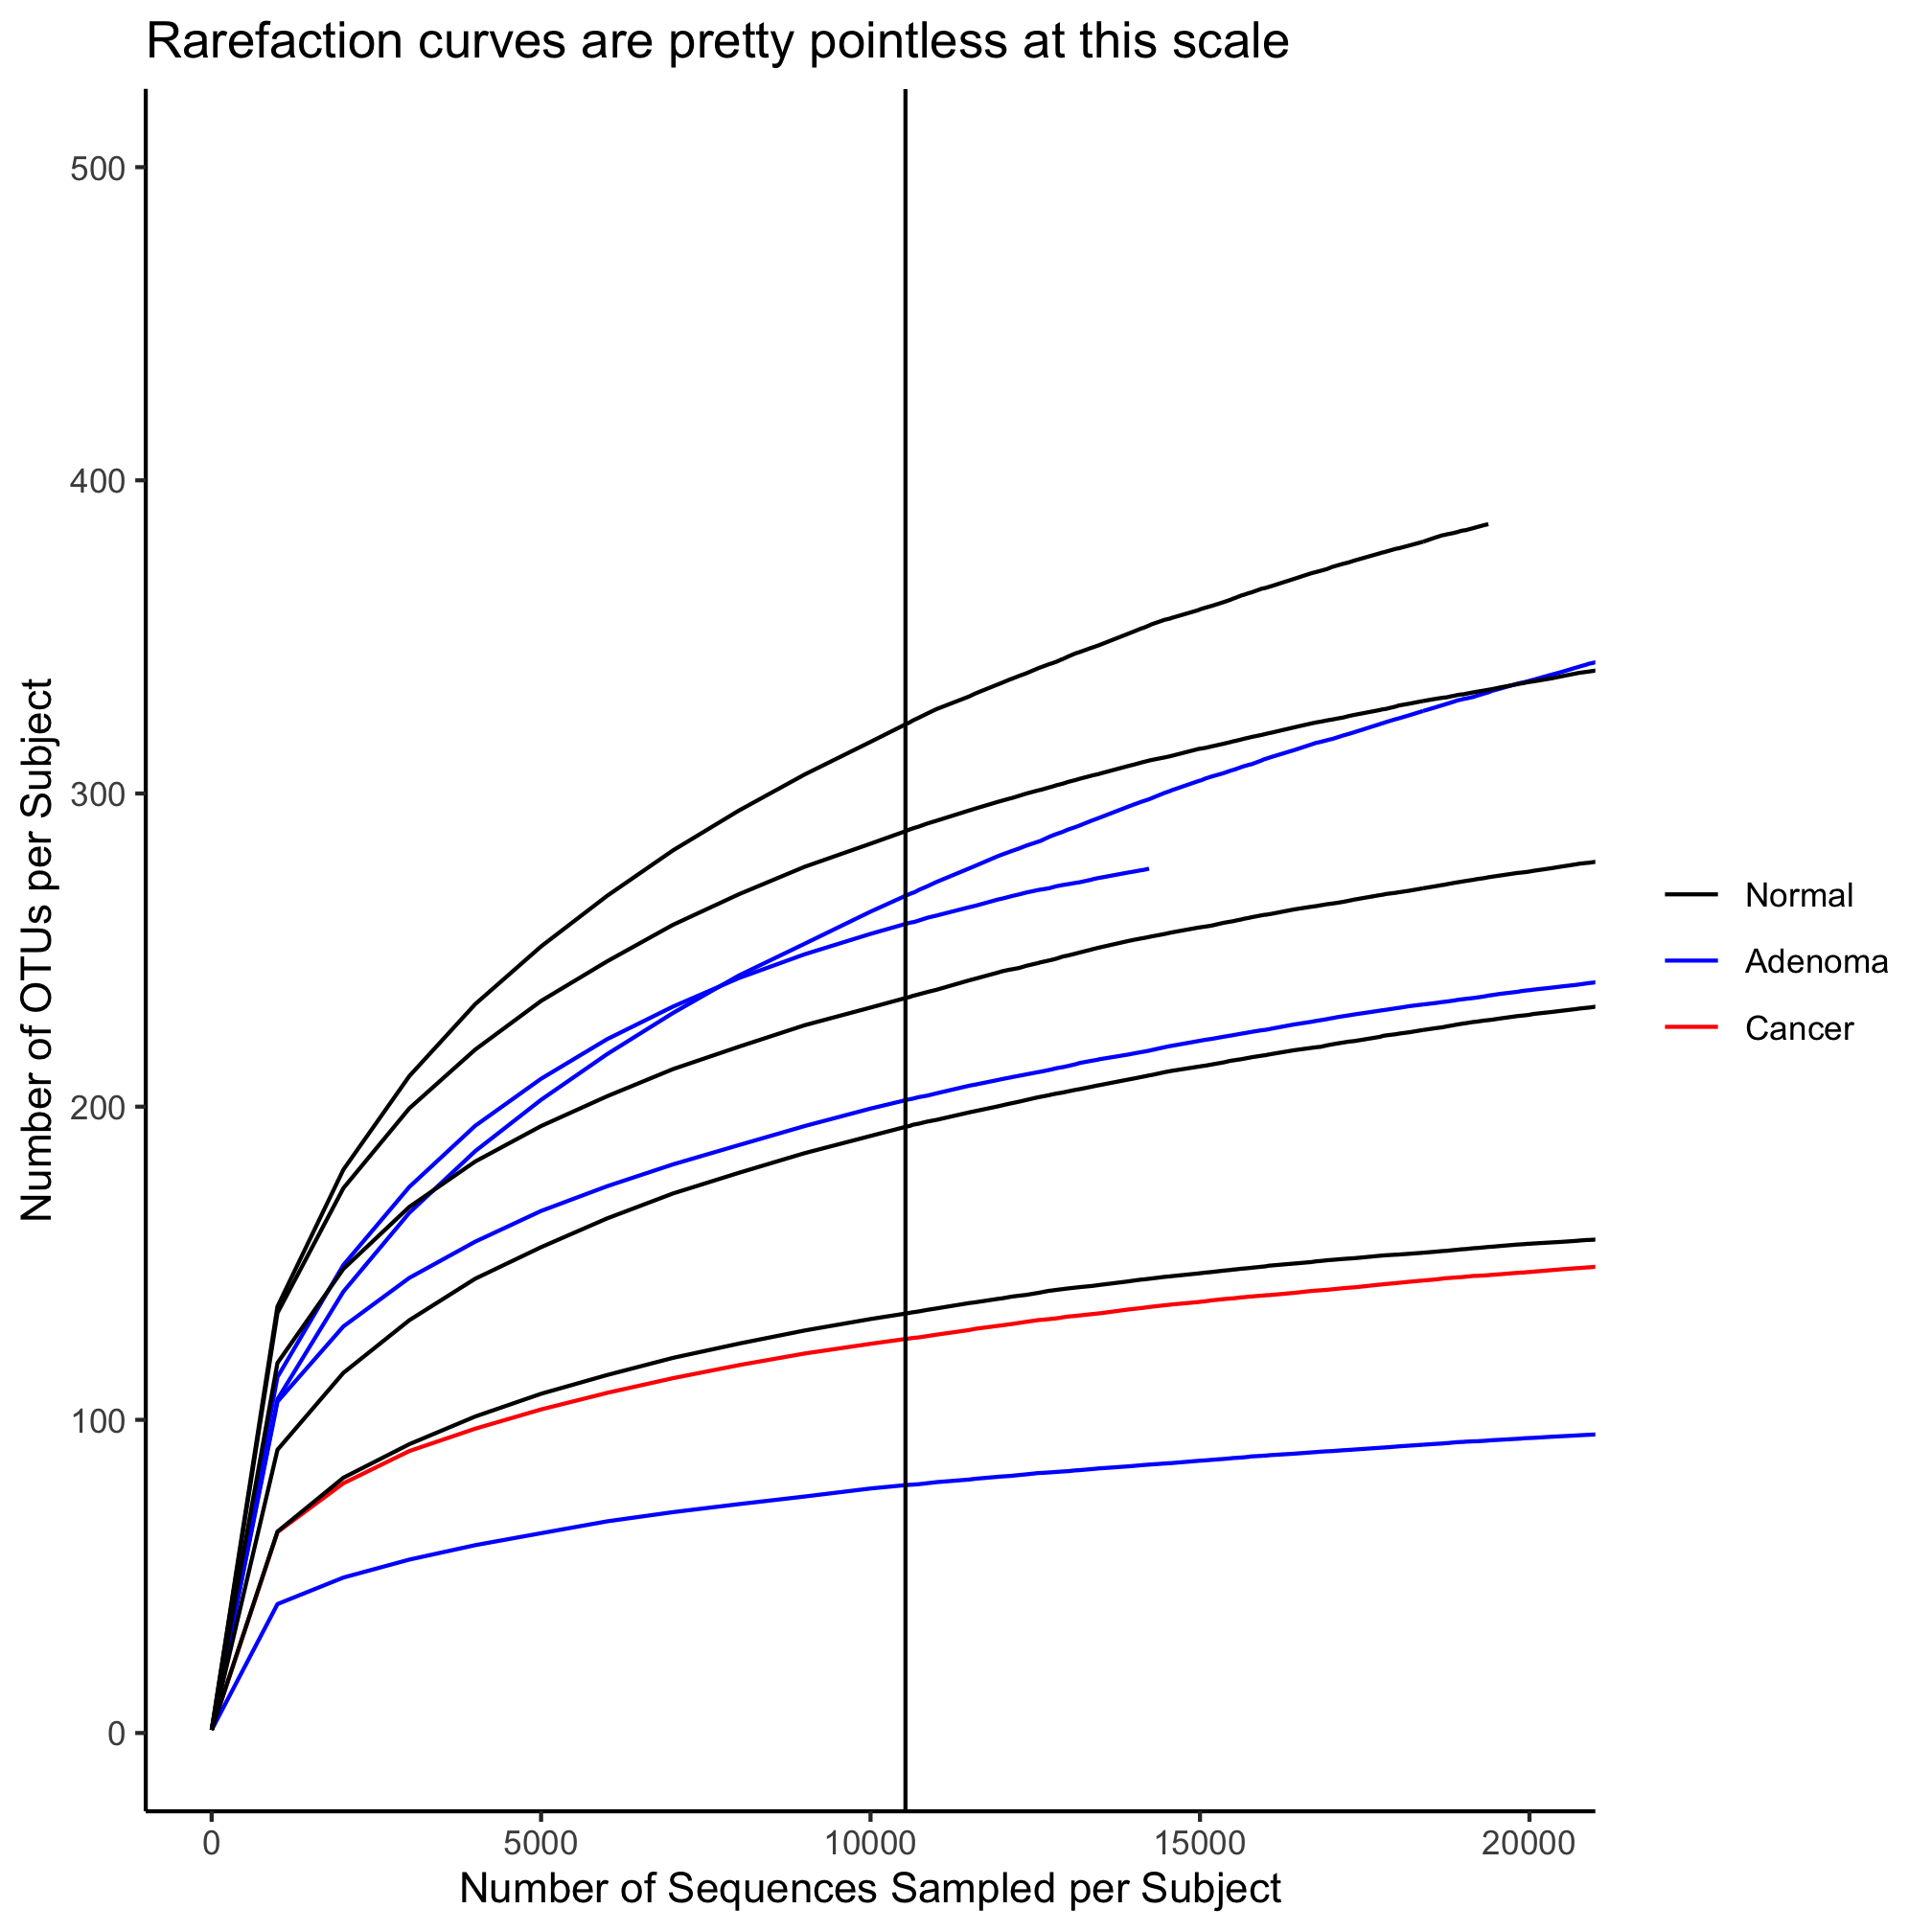 Rarefaction curves are pretty pointless at this scale
Number of OTUs per Subject
500
400
300
200
100
0
0 5000 10000 15000 20000
Number of Sequences Sampled per Subject
Normal
Adenoma
Cancer